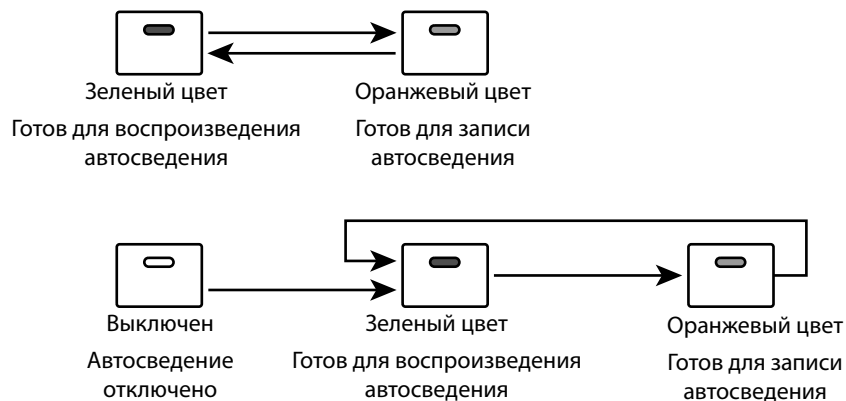 Зеленый цвет
Готов для воспроизведения
автосведения
Оранжевый цвет
Готов для записи
автосведения
Выключен
Автосведение
отключено
Зеленый цвет
Готов для воспроизведения
автосведения
Оранжевый цвет
Готов для записи
автосведения